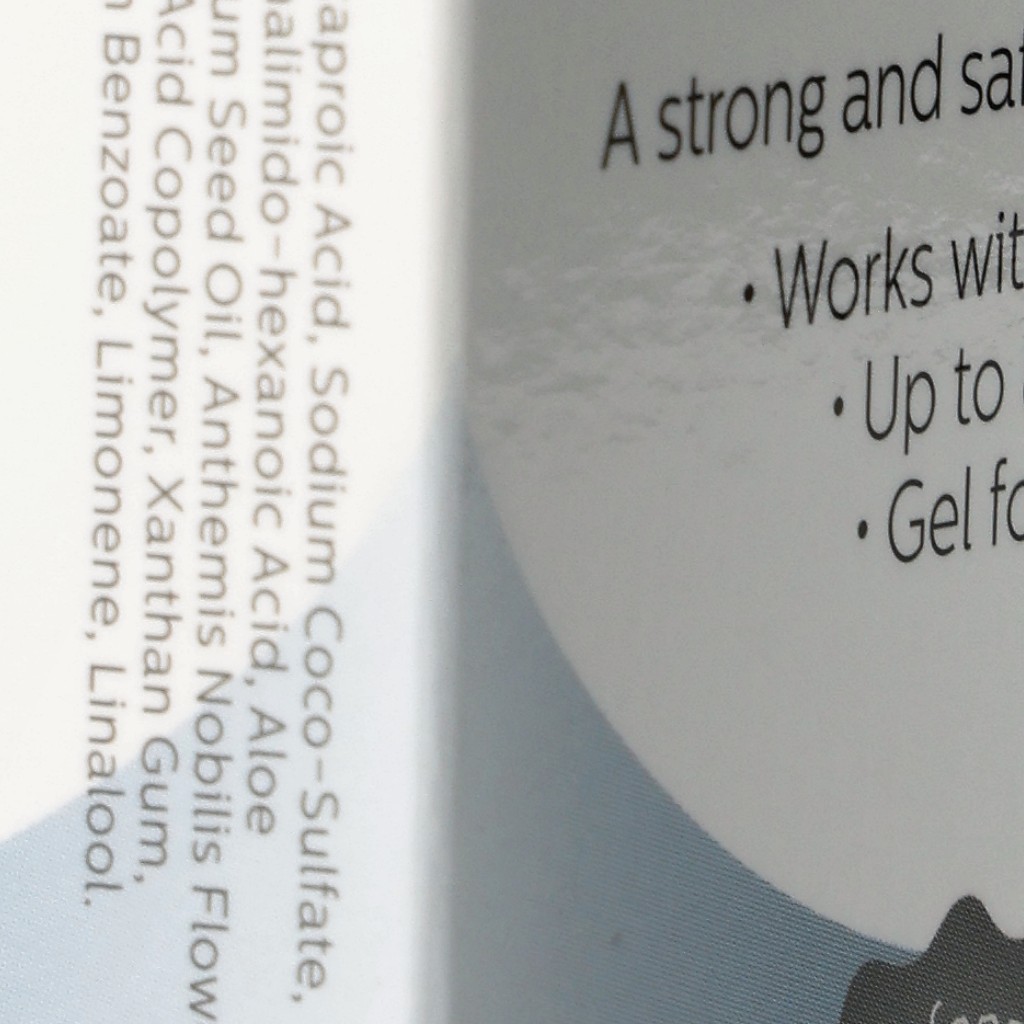 aproic Acid, Sodium Coco-Sulfate,
alimido-hexanoic Acid, Aloe
um Seed Oil, Anthemis Nobilis Flow
Acid Copolymer, Xanthan Gum,
Benzoate, Limonene, Linalool.
A strong and saf
• Works wit
• Up to
• Gel fo